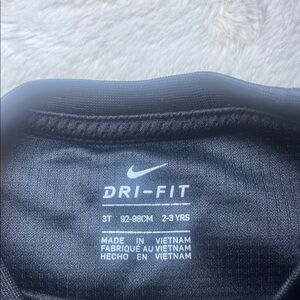 DRI-FIT
3T 92-98CM 2-3 YRS
MADE IN VIETNAM
FABRIQUÉ AU VIETNAM
HECHO EN VIETNAM